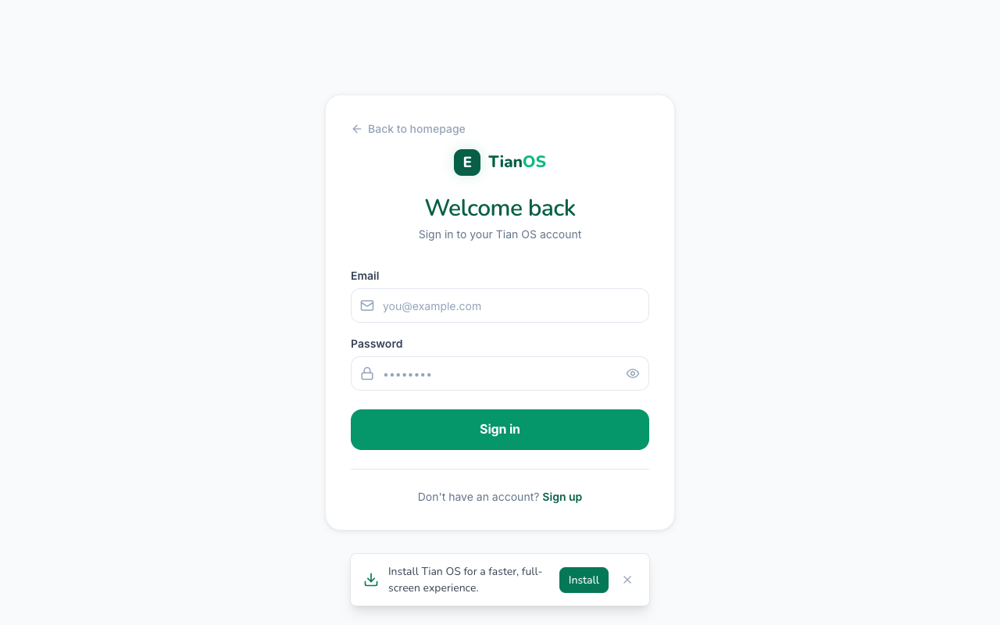 Back to homepage
E TianOS
Welcome back
Sign in to your Tian OS account
Email
you@example.com
Password
••••••••
Sign in
Don't have an account? Sign up
Install Tian OS for a faster, full-
screen experience.
Install